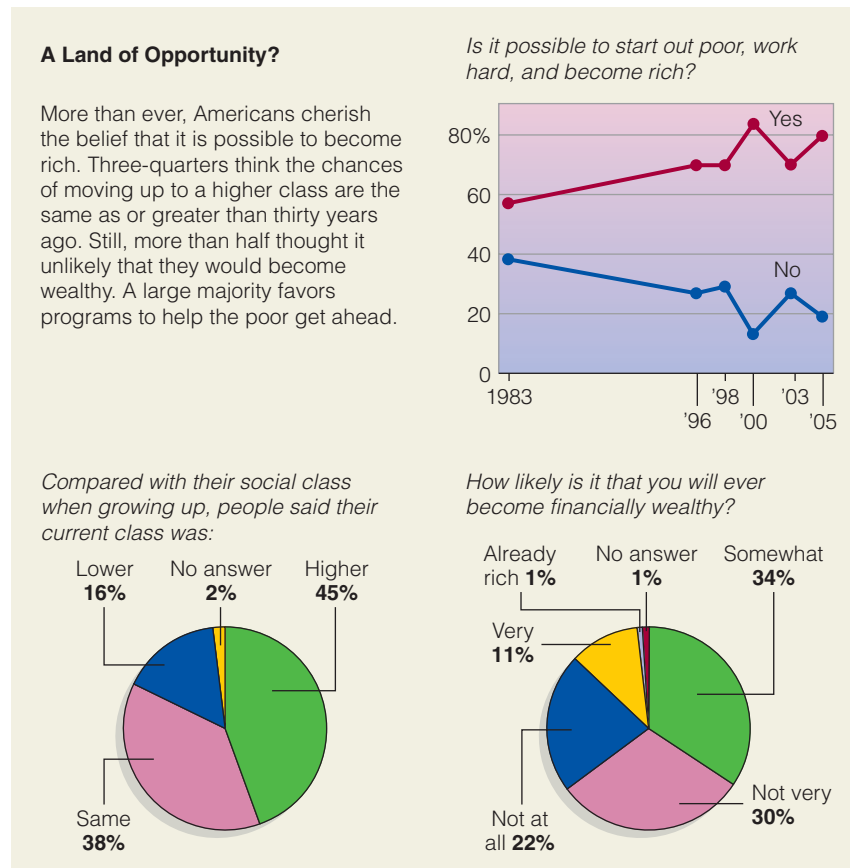 A Land of Opportunity?
More than ever, Americans cherish
the belief that it is possible to become
rich. Three-quarters think the chances
of moving up to a higher class are the
same as or greater than thirty years
ago. Still, more than half thought it
unlikely that they would become
wealthy. A large majority favors
programs to help the poor get ahead.
Is it possible to start out poor, work
hard, and become rich?
80%
60
40
20
0
Yes
No
1983
’96
’98
’00
’03
’05
Compared with their social class
when growing up, people said their
current class was:
Lower
16%
No answer
2%
Higher
45%
Same
38%
How likely is it that you will ever
become financially wealthy?
Already
rich 1%
No answer
1%
Somewhat
34%
Very
11%
Not at
all 22%
Not very
30%